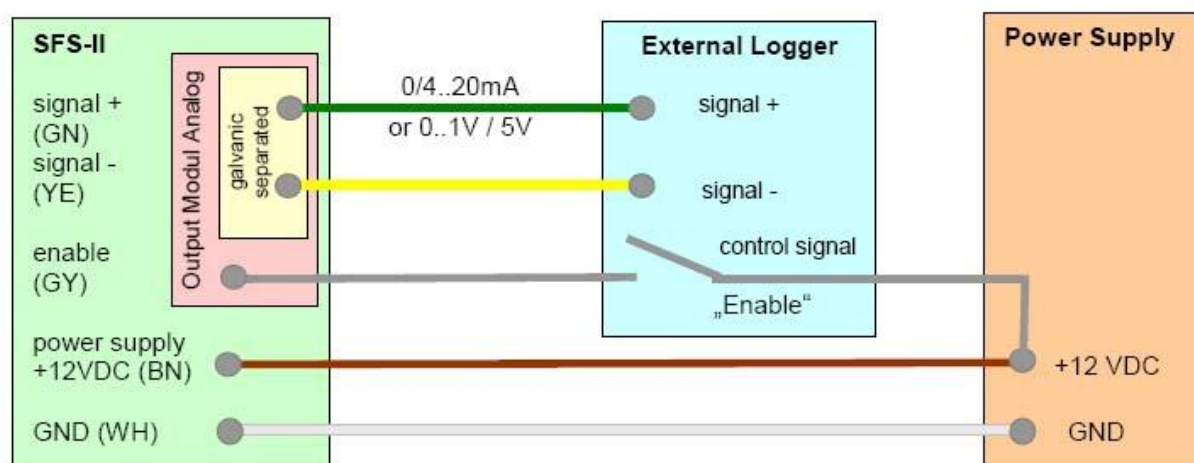 SFS-II
signal +
(GN)
signal -
(YE)
enable
(GY)
power supply
+12VDC (BN)
GND (WH)
Output Modul Analog
galvanic
separated
0/4..20mA
or 0..1V / 5V
External Logger
signal +
signal -
control signal
„Enable“
Power Supply
+12 VDC
GND